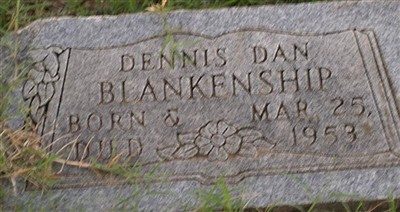 DENNIS DAN
BLANKENSHIP
BORN & MAR 25,
DIED 1953